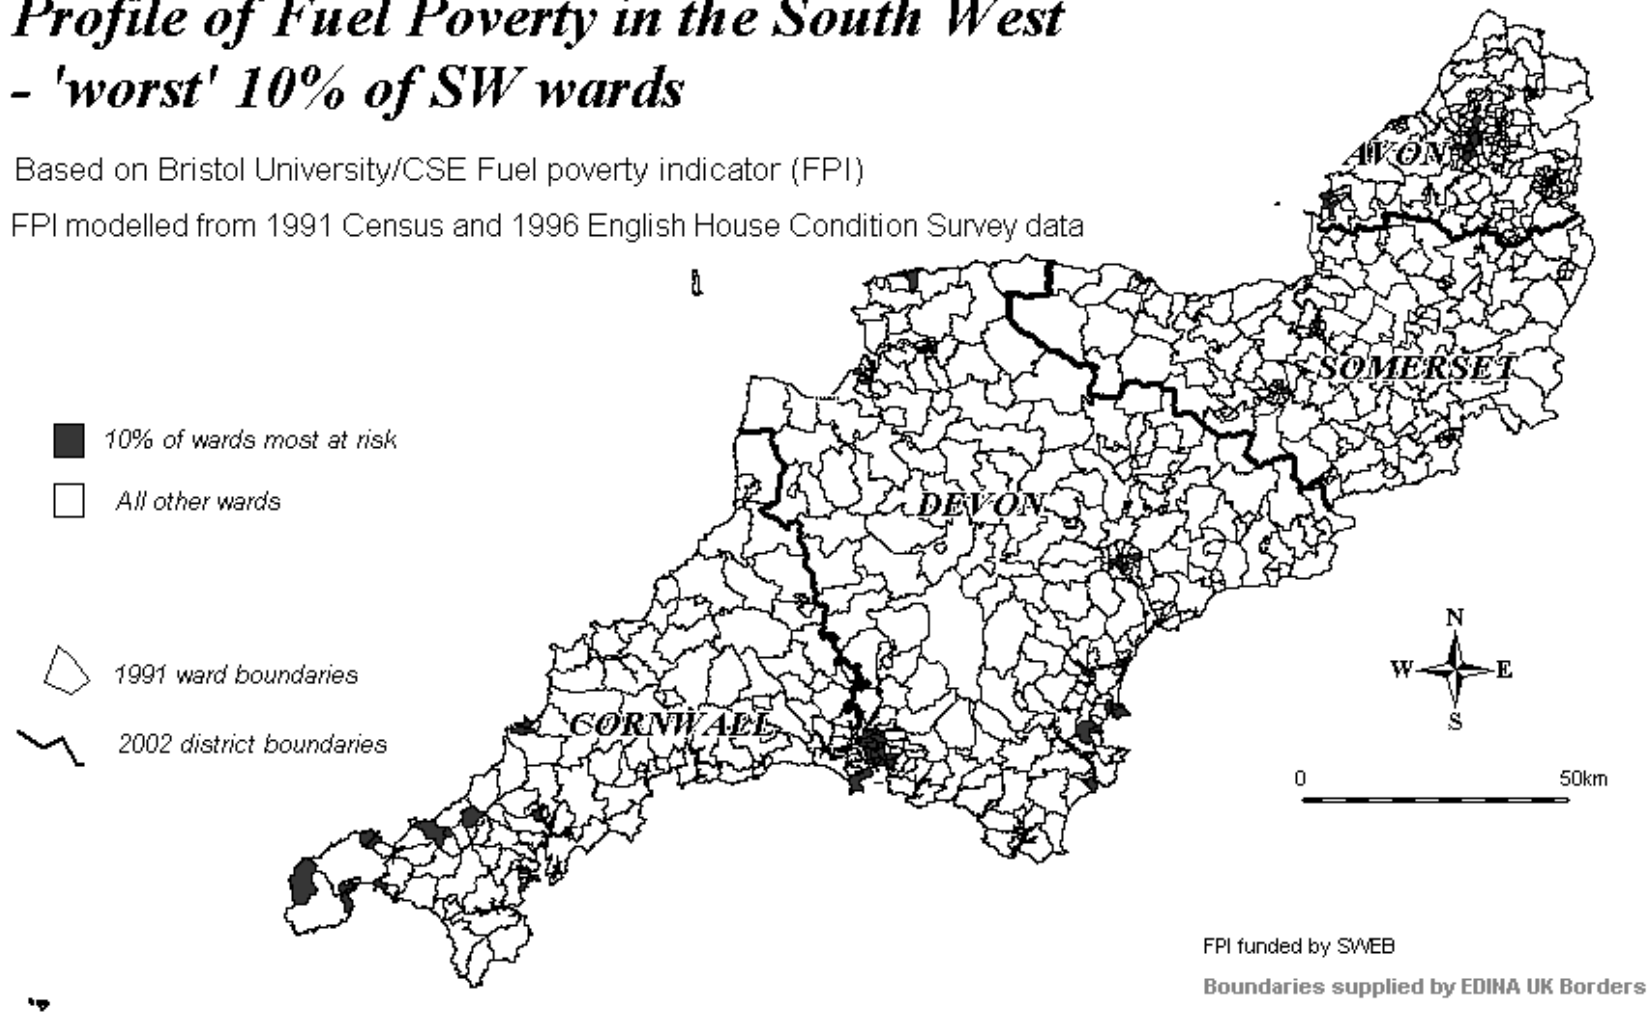 Profile of Fuel Poverty in the South West
- 'worst' 10% of SW wards
Based on Bristol University/CSE Fuel poverty indicator (FPI)
FPI modelled from 1991 Census and 1996 English House Condition Survey data
AVON
SOMERSET
10% of wards most at risk
All other wards
DEVON
N
W E
S
1991 ward boundaries
CORNWALL
2002 district boundaries
0 50km
FPI funded by SWEB
Boundaries supplied by EDINA UK Borders